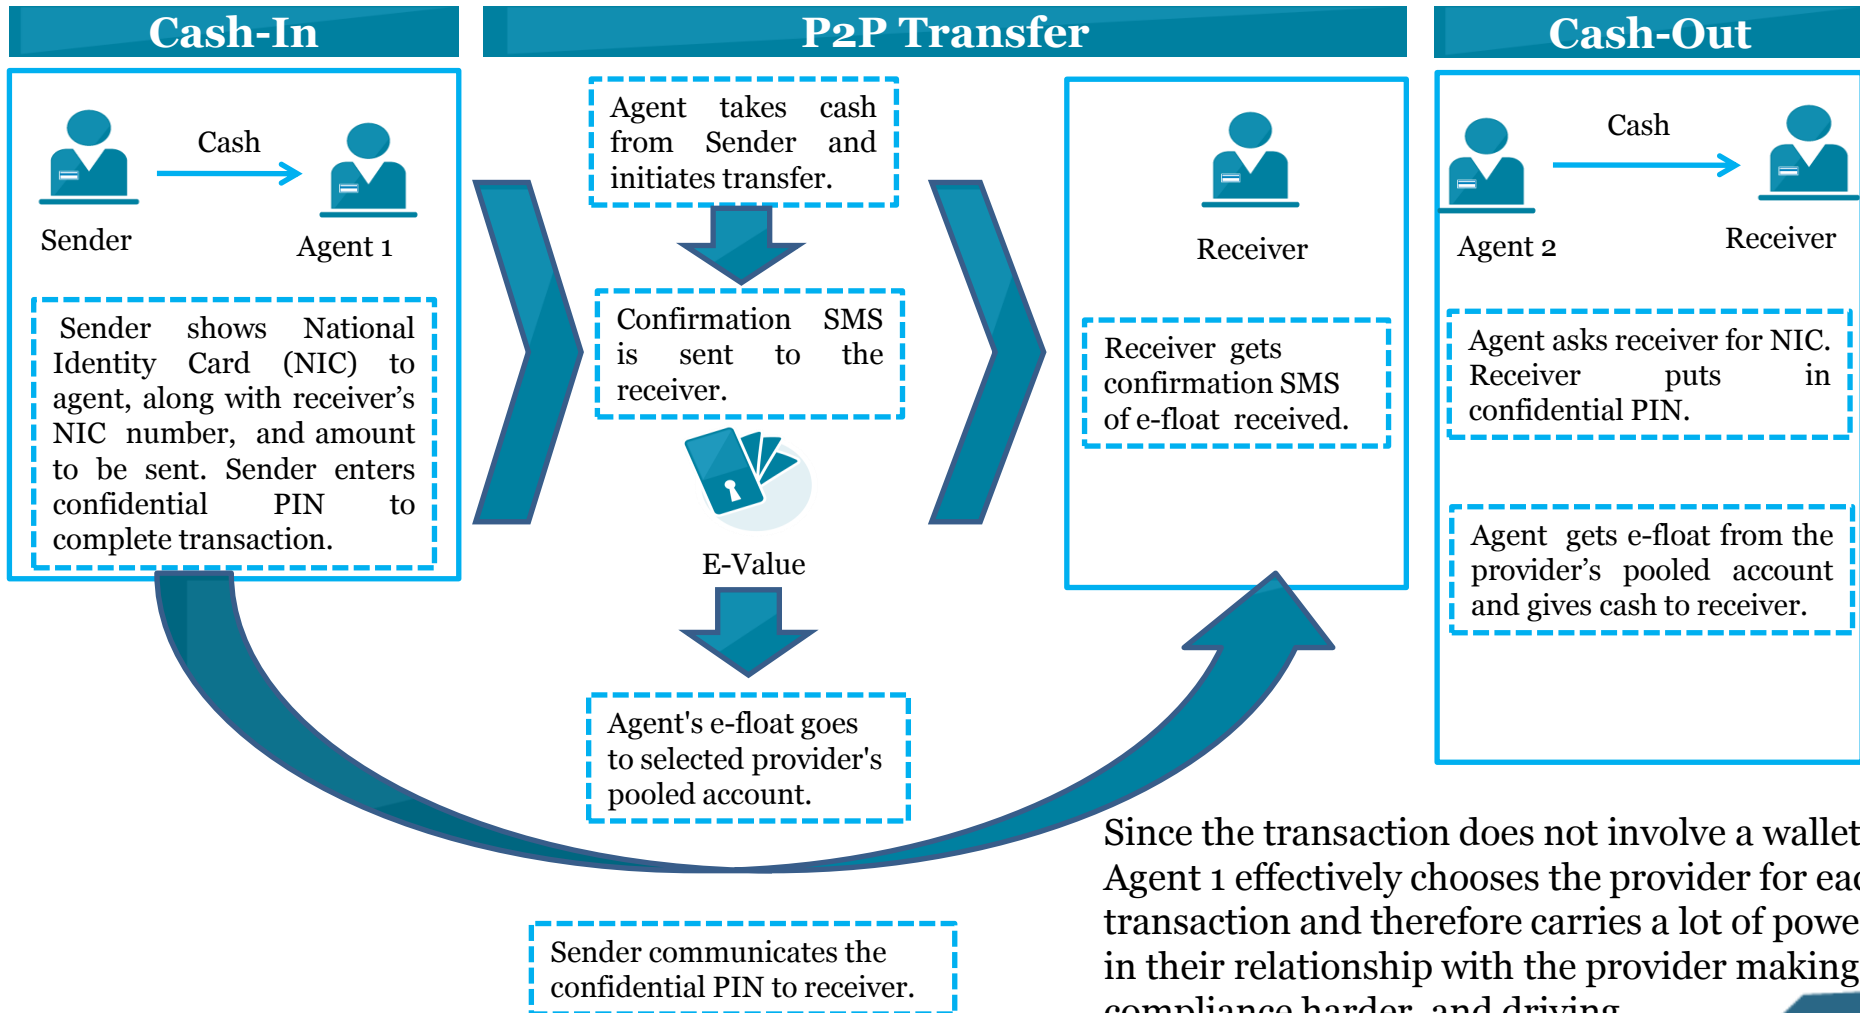 Cash-In
P2P Transfer
Cash-Out
Cash
Sender
Agent 1
Sender shows National
Identity Card (NIC) to
agent, along with receiver’s
NIC number, and amount
to be sent. Sender enters
confidential PIN to
complete transaction.
Agent takes cash
from Sender and
initiates transfer.
Confirmation SMS
is sent to the
receiver.
E-Value
Agent's e-float goes
to selected provider's
pooled account.
Sender communicates the
confidential PIN to receiver.
Receiver
Receiver gets
confirmation SMS
of e-float received.
Cash
Agent 2
Receiver
Agent asks receiver for NIC.
Receiver puts in
confidential PIN.
Agent gets e-float from the
provider’s pooled account
and gives cash to receiver.
Since the transaction does not involve a wallet
Agent 1 effectively chooses the provider for eac
transaction and therefore carries a lot of powe
in their relationship with the provider making
compliance harder, and driving